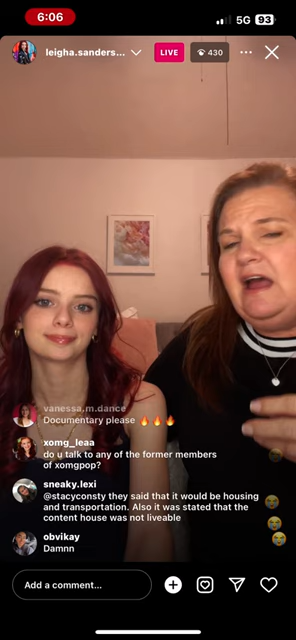 6:06
5G 93
leigha.sanders...
LIVE
430
vanessa.m.dance
Documentary please 🔥🔥🔥
xomg_leaa
do u talk to any of the former members
of xomgpop?
sneaky.lexi
@stacyconsty they said that it would be housing
and transportation. Also it was stated that the
content house was not liveable
obvikay
Damnn
Add a comment...